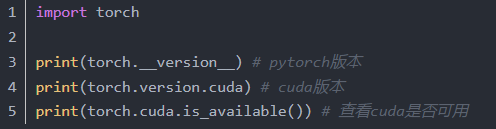 1 import torch
2
3 print(torch.__version__) # pytorch版本
4 print(torch.version.cuda) # cuda版本
5 print(torch.cuda.is_available()) # 查看cuda是否可用